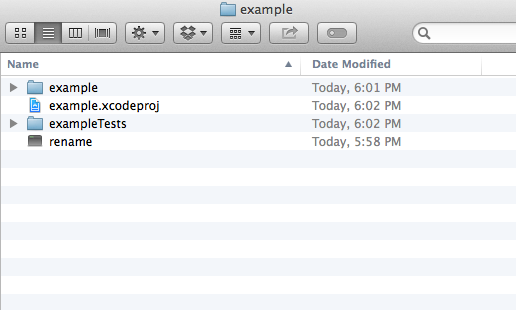 example
Name Date Modified
example Today, 6:01 PM
example.xcodeproj Today, 6:02 PM
exampleTests Today, 6:02 PM
rename Today, 5:58 PM